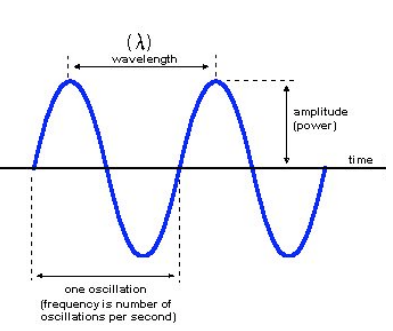 (λ)
wavelength
amplitude
(power)
time
one oscillation
(frequency is number of
oscillations per second)